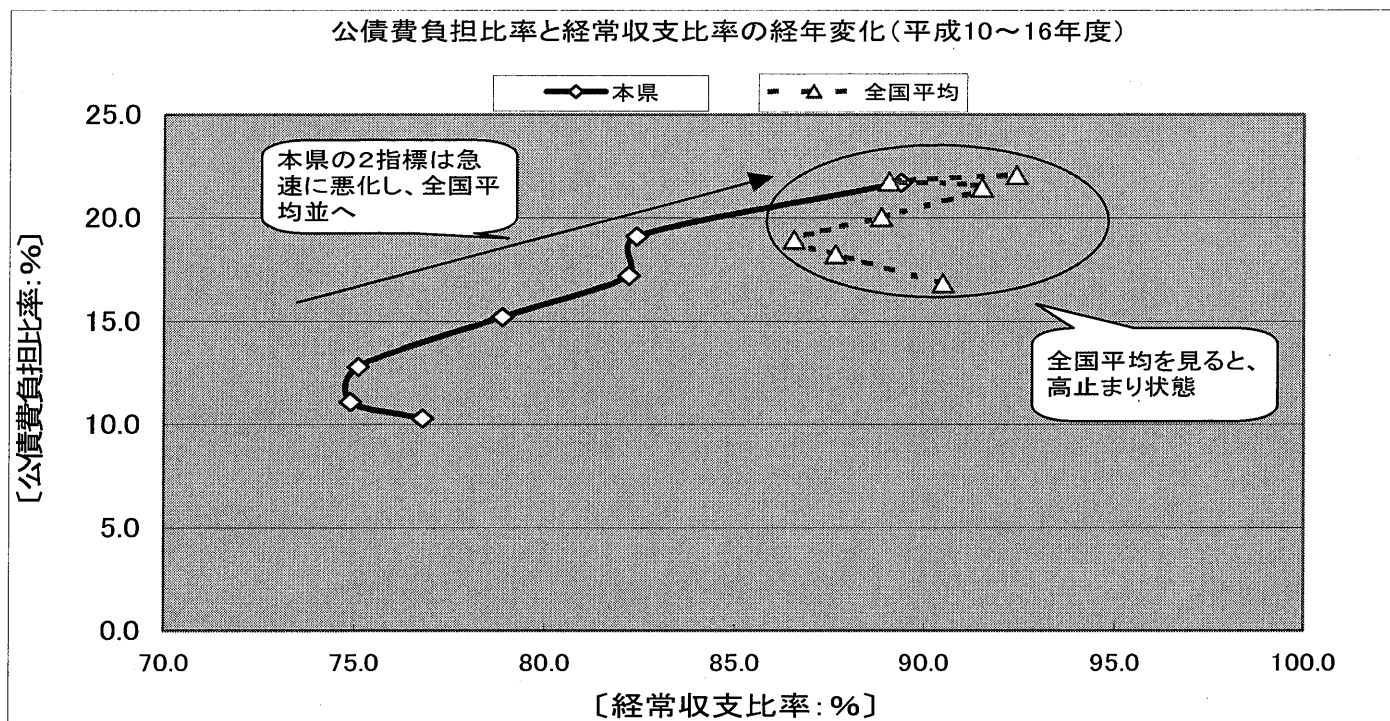 公債費負担比率と経常収支比率の経年変化(平成10～16年度)
本県
全国平均
25.0
20.0
15.0
10.0
5.0
0.0
〔公債費負担比率:%〕
本県の2指標は急
速に悪化し、全国平
均並へ
全国平均を見ると、
高止まり状態
70.0 75.0 80.0 85.0 90.0 95.0 100.0
〔経常収支比率:%〕